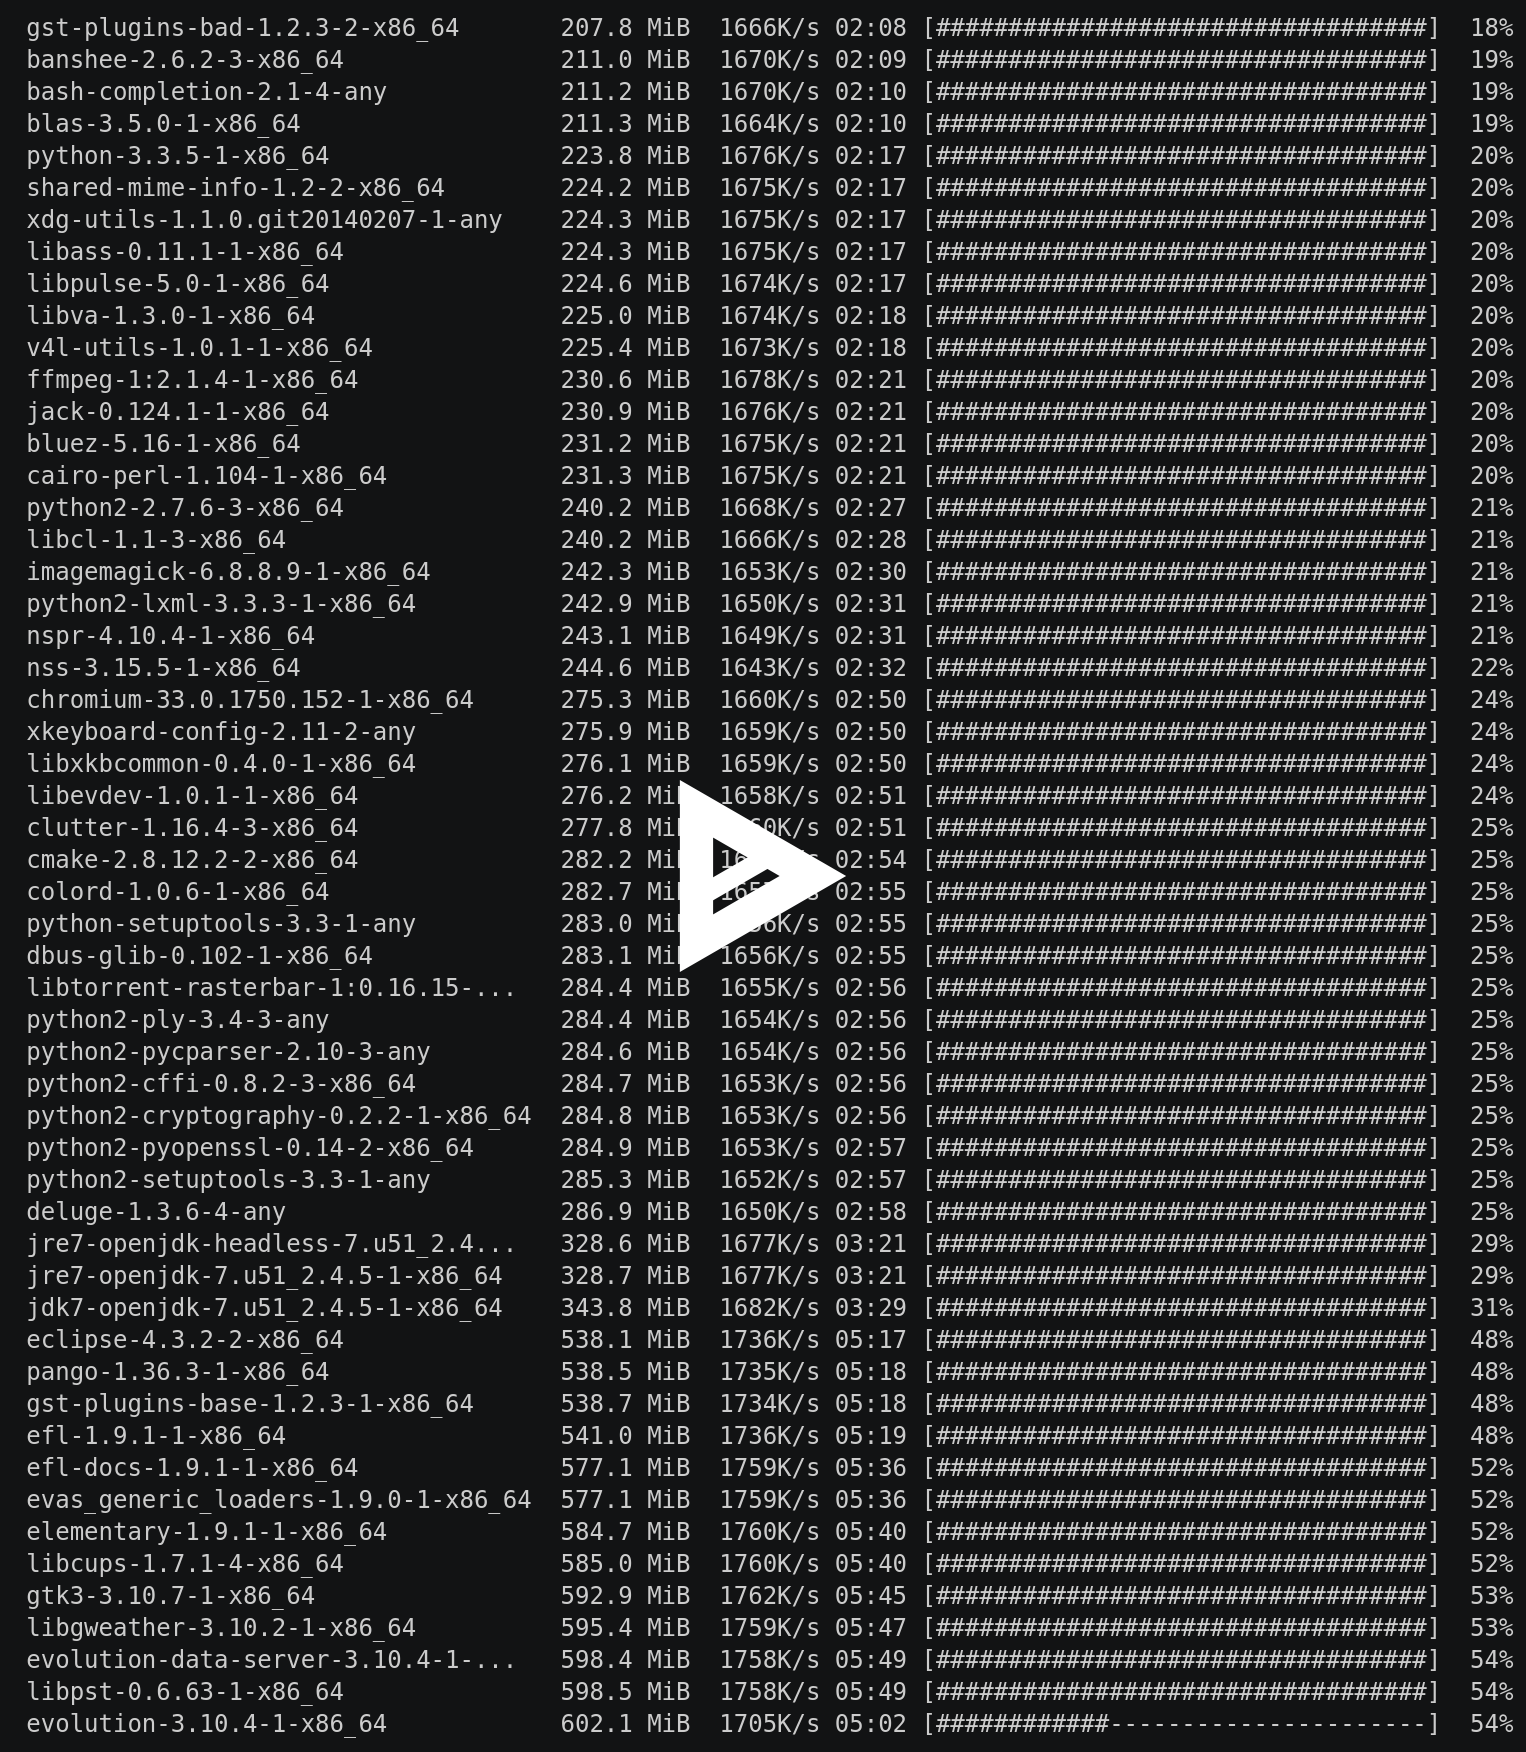 gst-plugins-bad-1.2.3-2-x86_64 207.8 MiB 1666K/s 02:08 [##################################] 18%
banshee-2.6.2-3-x86_64 211.0 MiB 1670K/s 02:09 [##################################] 19%
bash-completion-2.1-4-any 211.2 MiB 1670K/s 02:10 [##################################] 19%
blas-3.5.0-1-x86_64 211.3 MiB 1664K/s 02:10 [##################################] 19%
python-3.3.5-1-x86_64 223.8 MiB 1676K/s 02:17 [##################################] 20%
shared-mime-info-1.2-2-x86_64 224.2 MiB 1675K/s 02:17 [##################################] 20%
xdg-utils-1.1.0.git20140207-1-any 224.3 MiB 1675K/s 02:17 [##################################] 20%
libass-0.11.1-1-x86_64 224.3 MiB 1675K/s 02:17 [##################################] 20%
libpulse-5.0-1-x86_64 224.6 MiB 1674K/s 02:17 [##################################] 20%
libva-1.3.0-1-x86_64 225.0 MiB 1674K/s 02:18 [##################################] 20%
v4l-utils-1.0.1-1-x86_64 225.4 MiB 1673K/s 02:18 [##################################] 20%
ffmpeg-1:2.1.4-1-x86_64 230.6 MiB 1678K/s 02:21 [##################################] 20%
jack-0.124.1-1-x86_64 230.9 MiB 1676K/s 02:21 [##################################] 20%
bluez-5.16-1-x86_64 231.2 MiB 1675K/s 02:21 [##################################] 20%
cairo-perl-1.104-1-x86_64 231.3 MiB 1675K/s 02:21 [##################################] 20%
python2-2.7.6-3-x86_64 240.2 MiB 1668K/s 02:27 [##################################] 21%
libcl-1.1-3-x86_64 240.2 MiB 1666K/s 02:28 [##################################] 21%
imagemagick-6.8.8.9-1-x86_64 242.3 MiB 1653K/s 02:30 [##################################] 21%
python2-lxml-3.3.3-1-x86_64 242.9 MiB 1650K/s 02:31 [##################################] 21%
nspr-4.10.4-1-x86_64 243.1 MiB 1649K/s 02:31 [##################################] 21%
nss-3.15.5-1-x86_64 244.6 MiB 1643K/s 02:32 [##################################] 22%
chromium-33.0.1750.152-1-x86_64 275.3 MiB 1660K/s 02:50 [##################################] 24%
xkeyboard-config-2.11-2-any 275.9 MiB 1659K/s 02:50 [##################################] 24%
libxkbcommon-0.4.0-1-x86_64 276.1 MiB 1659K/s 02:50 [##################################] 24%
libevdev-1.0.1-1-x86_64 276.2 MiB 1658K/s 02:51 [##################################] 24%
clutter-1.16.4-3-x86_64 277.8 MiB 02:51 [##################################] 25%
cmake-2.8.12.2-2-x86_64 282.2 MiB 02:54 [##################################] 25%
colord-1.0.6-1-x86_64 282.7 MiB 02:55 [##################################] 25%
python-setuptools-3.3-1-any 283.0 MiB 02:55 [##################################] 25%
dbus-glib-0.102-1-x86_64 283.1 MiB 1656K/s 02:55 [##################################] 25%
libtorrent-rasterbar-1:0.16.15-... 284.4 MiB 1655K/s 02:56 [##################################] 25%
python2-ply-3.4-3-any 284.4 MiB 1654K/s 02:56 [##################################] 25%
python2-pycparser-2.10-3-any 284.6 MiB 1654K/s 02:56 [##################################] 25%
python2-cffi-0.8.2-3-x86_64 284.7 MiB 1653K/s 02:56 [##################################] 25%
python2-cryptography-0.2.2-1-x86_64 284.8 MiB 1653K/s 02:56 [##################################] 25%
python2-pyopenssl-0.14-2-x86_64 284.9 MiB 1653K/s 02:57 [##################################] 25%
python2-setuptools-3.3-1-any 285.3 MiB 1652K/s 02:57 [##################################] 25%
deluge-1.3.6-4-any 286.9 MiB 1650K/s 02:58 [##################################] 25%
jre7-openjdk-headless-7.u51_2.4... 328.6 MiB 1677K/s 03:21 [##################################] 29%
jre7-openjdk-7.u51_2.4.5-1-x86_64 328.7 MiB 1677K/s 03:21 [##################################] 29%
jdk7-openjdk-7.u51_2.4.5-1-x86_64 343.8 MiB 1682K/s 03:29 [##################################] 31%
eclipse-4.3.2-2-x86_64 538.1 MiB 1736K/s 05:17 [##################################] 48%
pango-1.36.3-1-x86_64 538.5 MiB 1735K/s 05:18 [##################################] 48%
gst-plugins-base-1.2.3-1-x86_64 538.7 MiB 1734K/s 05:18 [##################################] 48%
efl-1.9.1-1-x86_64 541.0 MiB 1736K/s 05:19 [##################################] 48%
efl-docs-1.9.1-1-x86_64 577.1 MiB 1759K/s 05:36 [##################################] 52%
evas_generic_loaders-1.9.0-1-x86_64 577.1 MiB 1759K/s 05:36 [##################################] 52%
elementary-1.9.1-1-x86_64 584.7 MiB 1760K/s 05:40 [##################################] 52%
libcups-1.7.1-4-x86_64 585.0 MiB 1760K/s 05:40 [##################################] 52%
gtk3-3.10.7-1-x86_64 592.9 MiB 1762K/s 05:45 [##################################] 53%
libgweather-3.10.2-1-x86_64 595.4 MiB 1759K/s 05:47 [##################################] 53%
evolution-data-server-3.10.4-1-... 598.4 MiB 1758K/s 05:49 [##################################] 54%
libpst-0.6.63-1-x86_64 598.5 MiB 1758K/s 05:49 [##################################] 54%
evolution-3.10.4-1-x86_64 602.1 MiB 1705K/s 05:02 [############----------------------] 54%